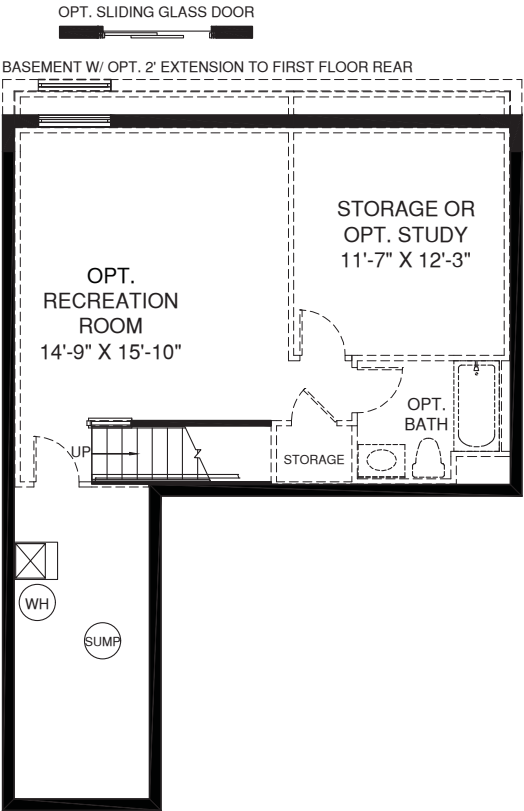 OPT. SLIDING GLASS DOOR
BASEMENT W/ OPT. 2' EXTENSION TO FIRST FLOOR REAR
STORAGE OR
OPT. STUDY
11'-7" X 12'-3"
OPT.
RECREATION
ROOM
14'-9" X 15'-10"
OPT.
BATH
UP
STORAGE
WH
SUMP